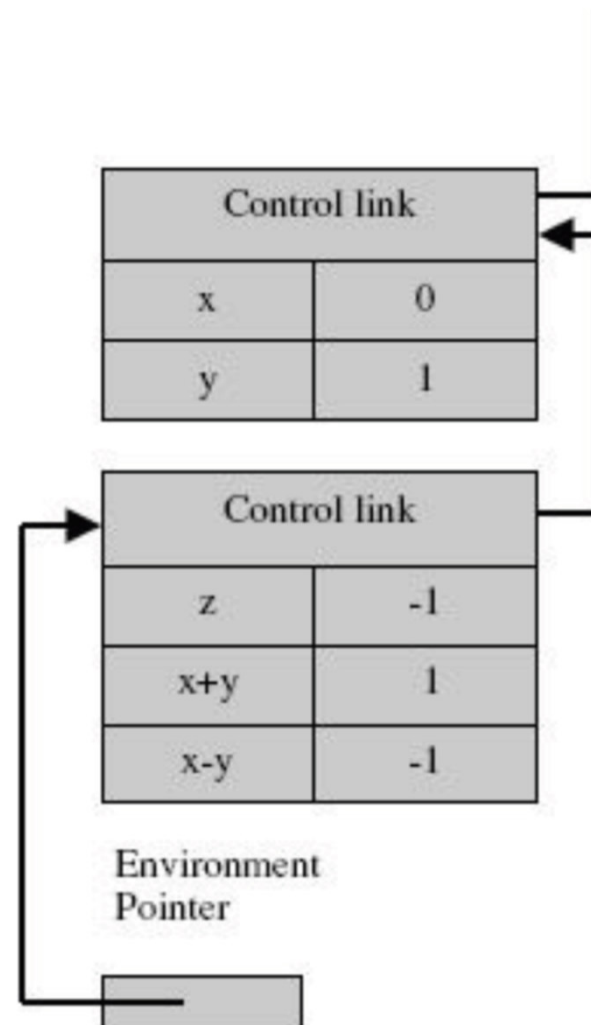 Control link
x 0
y 1
Control link
z -1
x+y 1
x-y -1
Environment
Pointer